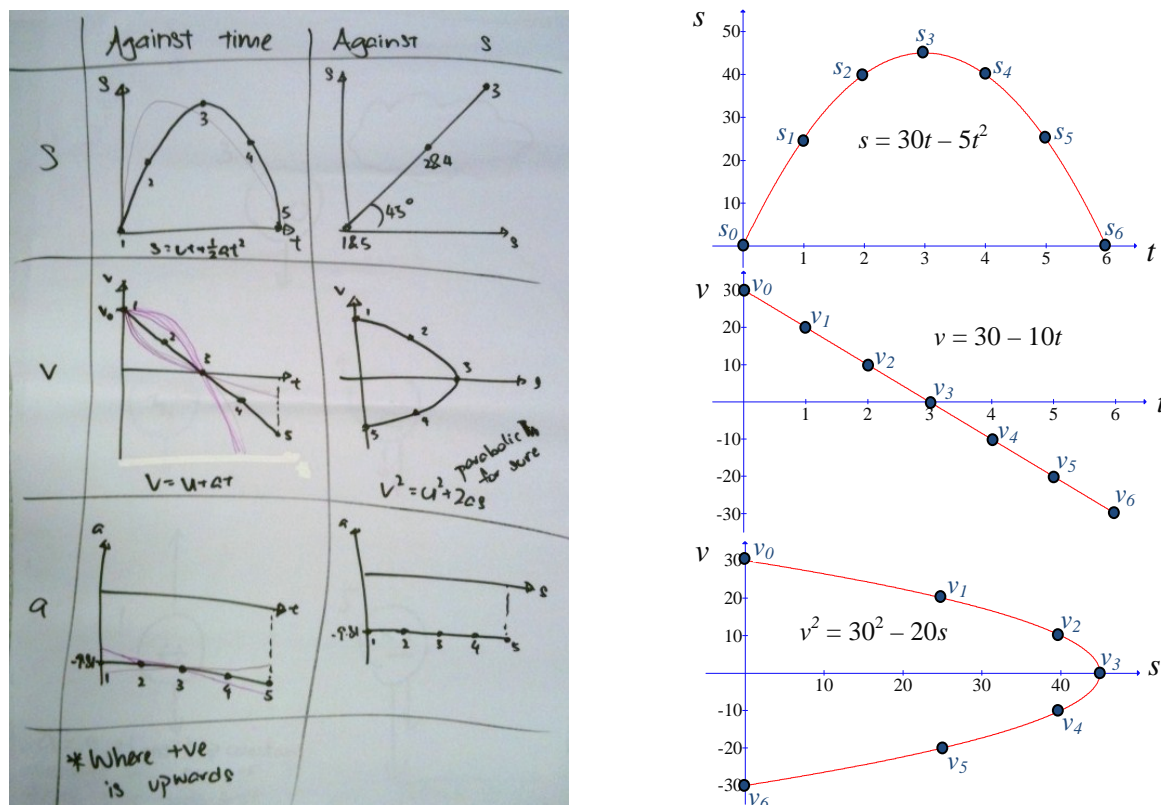 Against time
Against s
s
s
3
4
2
1
5
t
s=ut+½at²
s
3
2&4
45°
1&5
s
v
v
v₀
1
2
3
4
5
t
v=u+at
v
1
2
3
4
5
s
parabolic
for sure
v²=u²+2as
a
a
-9.81
1
2
3
4
5
t
a
-9.81
1
2
3
4
5
s
*Where +ve
is upwards
s
50
40
30
20
10
0
s₀
s₁
s₂
s₃
s₄
s₅
s₆
s = 30t – 5t²
1 2 3 4 5 6 t
v
30
20
10
0
-10
-20
-30
v₀
v₁
v₂
v₃
v₄
v₅
v₆
v = 30 – 10t
1 2 3 4 5 6 t
v
30
20
10
0
-10
-20
-30
v₀
v₁
v₂
v₃
v₄
v₅
v₆
v² = 30² – 20s
10 20 30 40 s